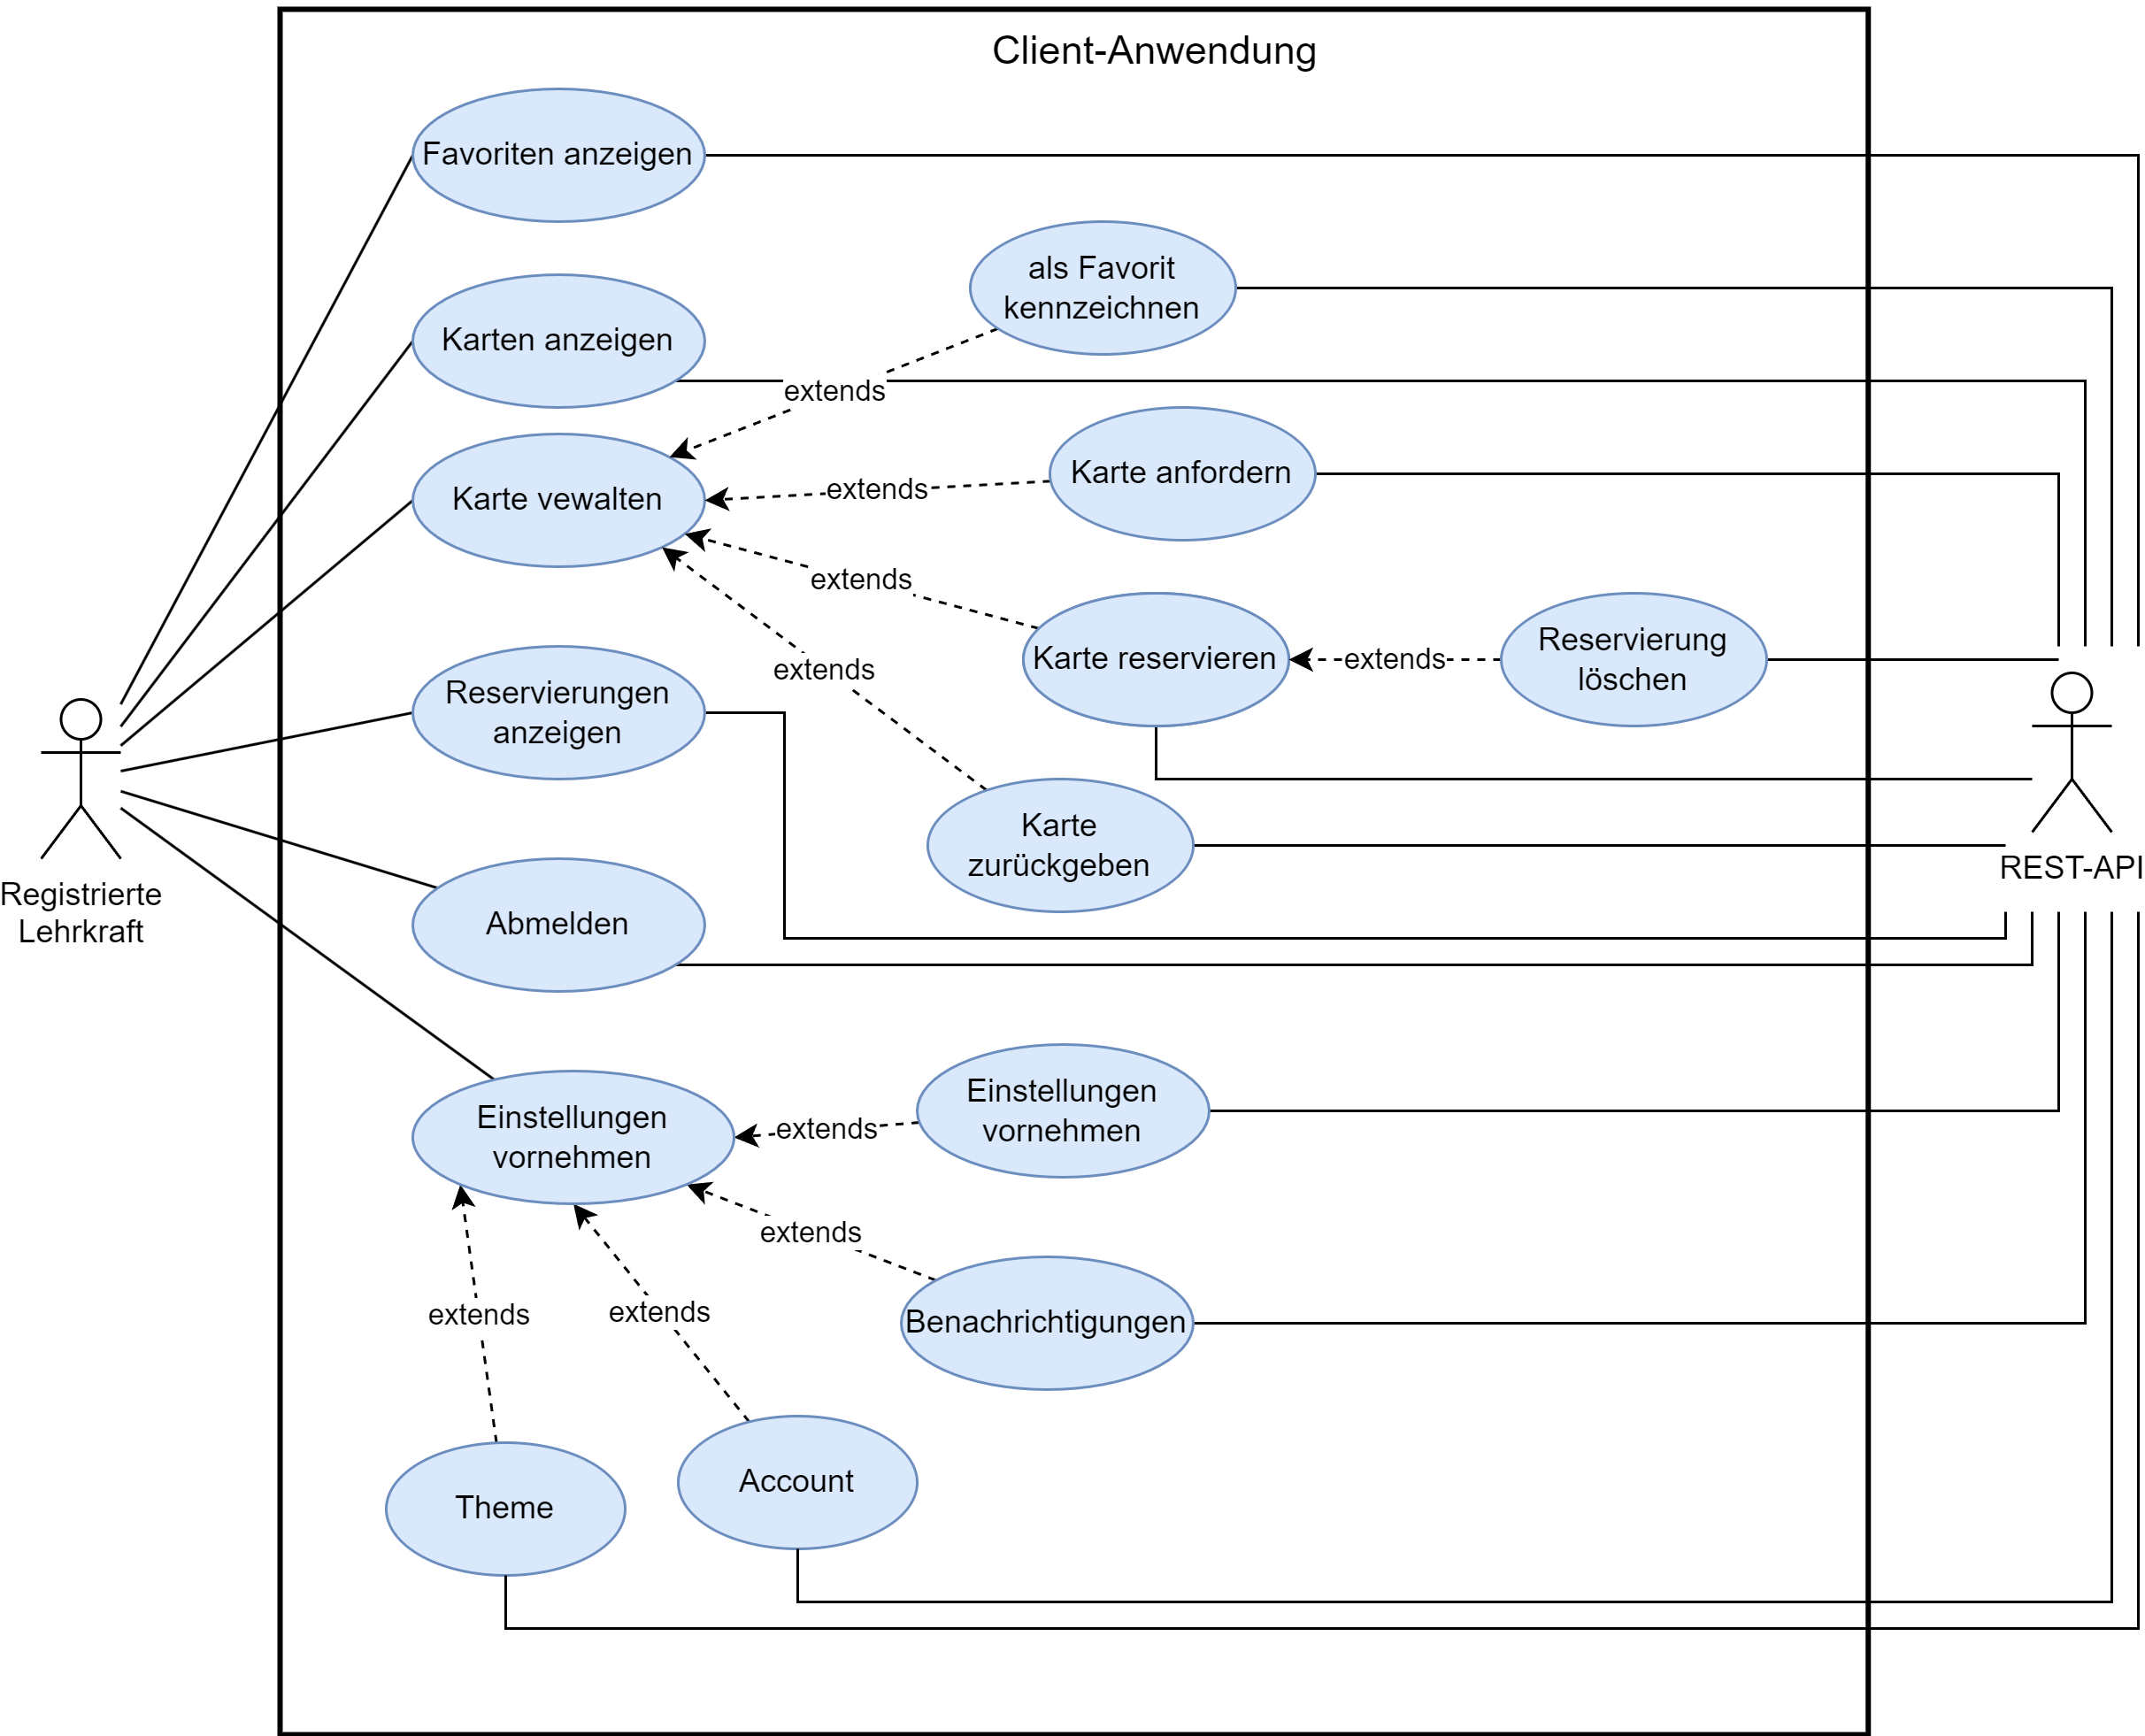 Client-Anwendung
Favoriten anzeigen
als Favorit
kennzeichnen
Karten anzeigen
extends
Karte anfordern
extends
Karte vewalten
extends
Karte reservieren
extends
Reservierung
löschen
extends
Reservierungen
anzeigen
Karte
zurückgeben
REST-API
Registrierte
Lehrkraft
Abmelden
Einstellungen
vornehmen
extends
Einstellungen
vornehmen
extends
Benachrichtigungen
extends
extends
Account
Theme